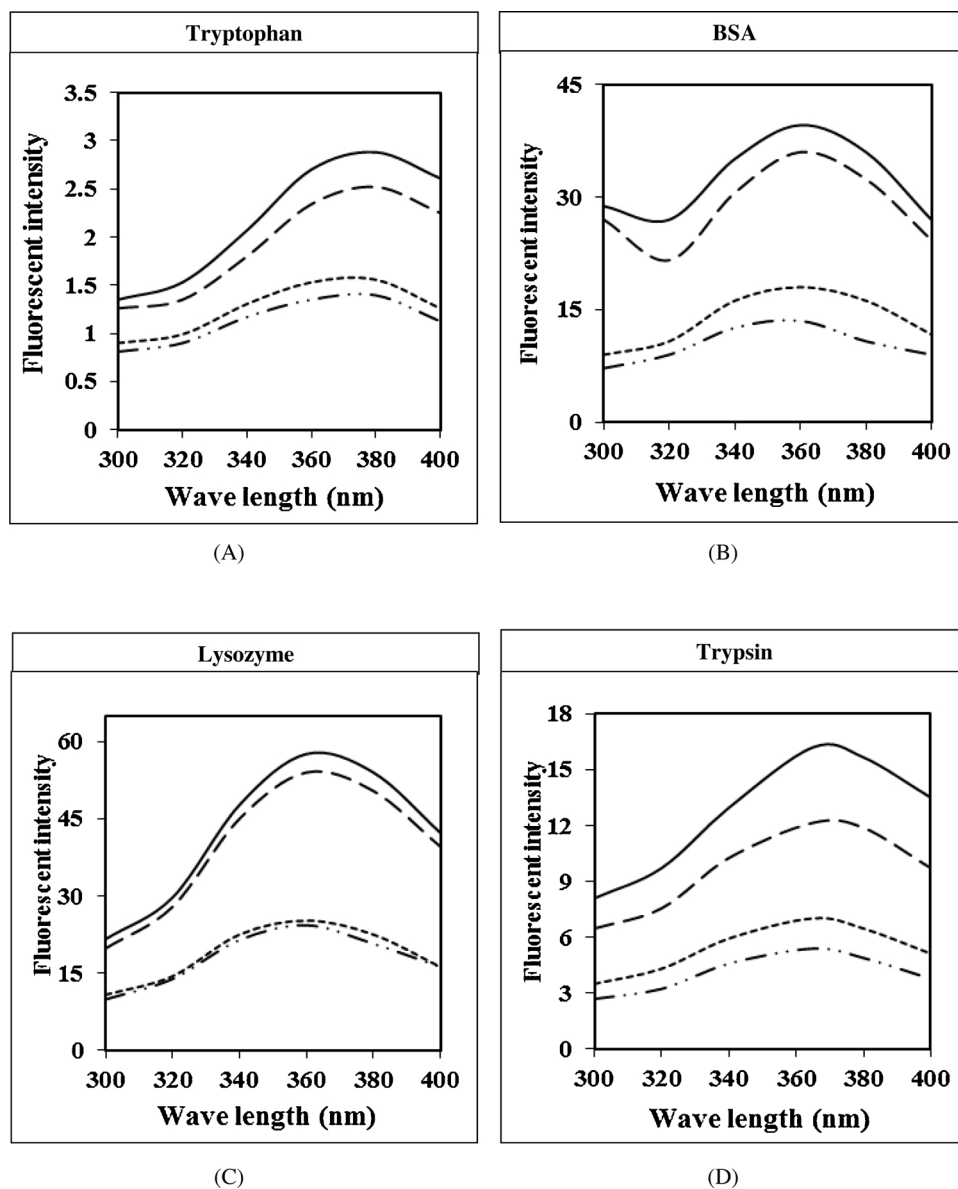 Tryptophan
3.5
3
2.5
2
1.5
1
0.5
0
Fluorescent intensity
300 320 340 360 380 400
Wave length (nm)
(A)
BSA
45
30
15
0
Fluorescent intensity
300 320 340 360 380 400
Wave length (nm)
(B)
Lysozyme
60
45
30
15
0
Fluorescent intensity
300 320 340 360 380 400
Wave length (nm)
(C)
Trypsin
18
15
12
9
6
3
0
Fluorescent intensity
300 320 340 360 380 400
Wave length (nm)
(D)